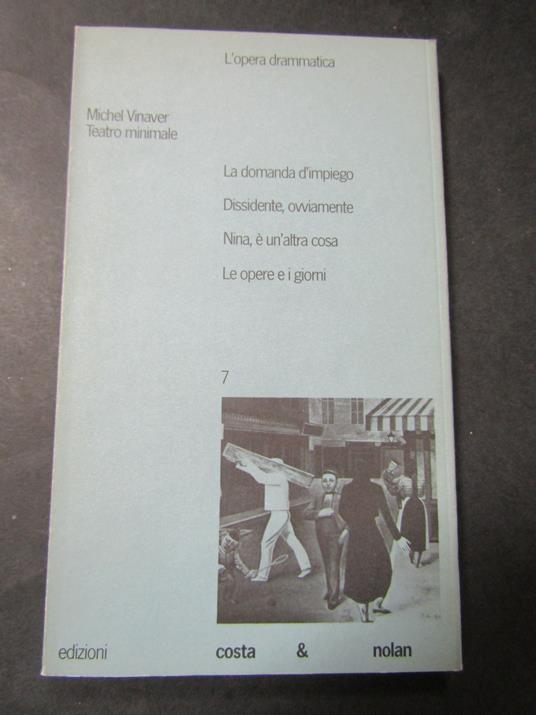 L'opera drammatica
Michel Vinaver
Teatro minimale
La domanda d'impiego
Dissidente, ovviamente
Nina, è un'altra cosa
Le opere e i giorni
7
edizioni costa & nolan